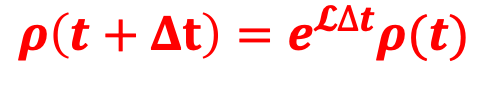 ρ(t + Δt) = e^{ℒΔt}ρ(t)